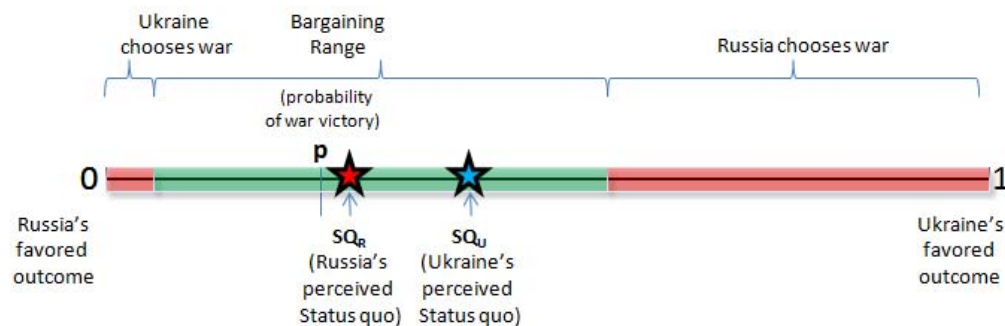 Ukraine
chooses war
Bargaining
Range
Russia chooses war
(probability
of war victory)
p
0
1
Russia's
favored
outcome
SQR
(Russia's
perceived
Status quo)
SQU
(Ukraine's
perceived
Status quo)
Ukraine's
favored
outcome